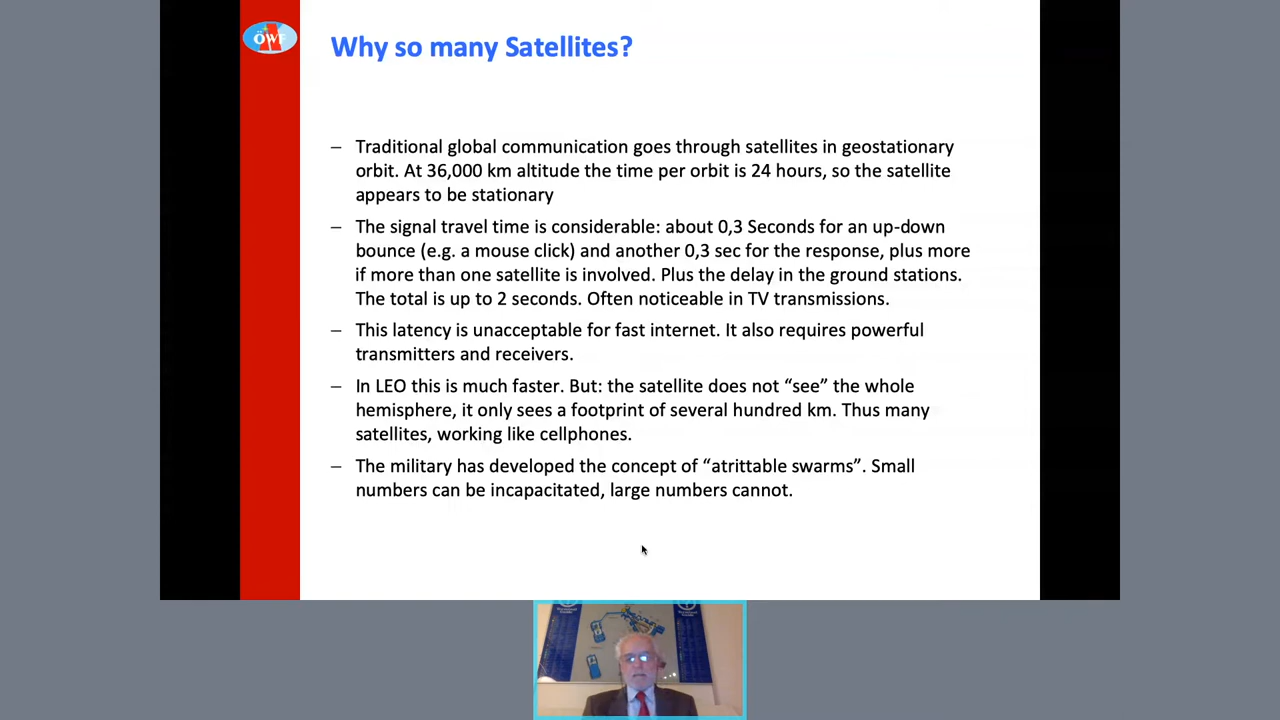 ÖWF
Why so many Satellites?
– Traditional global communication goes through satellites in geostationary
orbit. At 36,000 km altitude the time per orbit is 24 hours, so the satellite
appears to be stationary
– The signal travel time is considerable: about 0,3 Seconds for an up-down
bounce (e.g. a mouse click) and another 0,3 sec for the response, plus more
if more than one satellite is involved. Plus the delay in the ground stations.
The total is up to 2 seconds. Often noticeable in TV transmissions.
– This latency is unacceptable for fast internet. It also requires powerful
transmitters and receivers.
– In LEO this is much faster. But: the satellite does not “see” the whole
hemisphere, it only sees a footprint of several hundred km. Thus many
satellites, working like cellphones.
– The military has developed the concept of “atrittable swarms”. Small
numbers can be incapacitated, large numbers cannot.